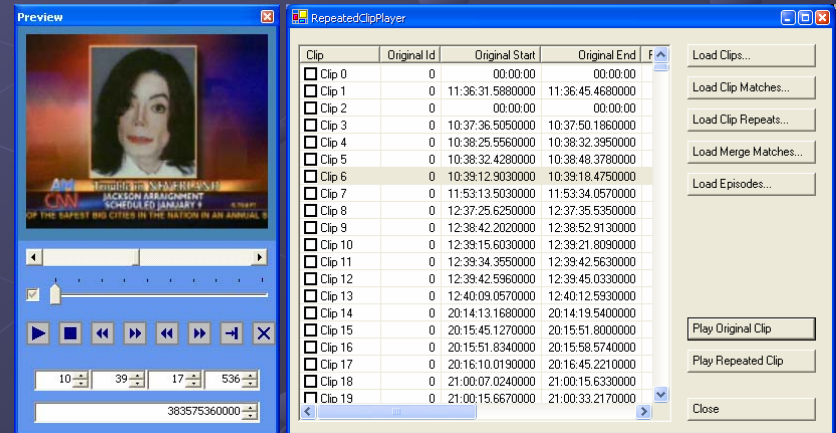 Preview
AM
CNN
Trouble in NEVERLAND
JACKSON ARRAIGNMENT
SCHEDULED JANUARY 9
OF THE SAFEST BIG CITIES IN THE NATION IN AN ANNUAL S
10 39 17 536
383575360000
RepeatedClipPlayer
Clip Original Id Original Start Original End
Clip 0 0 00:00:00 00:00:00
Clip 1 0 11:36:31.5880000 11:36:45.4680000
Clip 2 0 00:00:00 00:00:00
Clip 3 0 10:37:36.5050000 10:37:50.1860000
Clip 4 0 10:38:25.5560000 10:38:32.3950000
Clip 5 0 10:38:32.4280000 10:38:48.3780000
Clip 6 0 10:39:12.9030000 10:39:18.4750000
Clip 7 0 11:53:13.5030000 11:53:34.0570000
Clip 8 0 12:37:25.6250000 12:37:35.5350000
Clip 9 0 12:38:42.2020000 12:38:52.9130000
Clip 10 0 12:39:15.6030000 12:39:21.8090000
Clip 11 0 12:39:34.3550000 12:39:42.5630000
Clip 12 0 12:39:42.5960000 12:39:45.0330000
Clip 13 0 12:40:09.0570000 12:40:12.5930000
Clip 14 0 20:14:13.1680000 20:14:19.5400000
Clip 15 0 20:15:45.1270000 20:15:51.8000000
Clip 16 0 20:15:51.8340000 20:15:58.5740000
Clip 17 0 20:16:10.0190000 20:16:45.2210000
Clip 18 0 21:00:07.0240000 21:00:15.6330000
Clip 19 0 21:00:15.6670000 21:00:33.2170000
Load Clips...
Load Clip Matches...
Load Clip Repeats...
Load Merge Matches...
Load Episodes...
Play Original Clip
Play Repeated Clip
Close